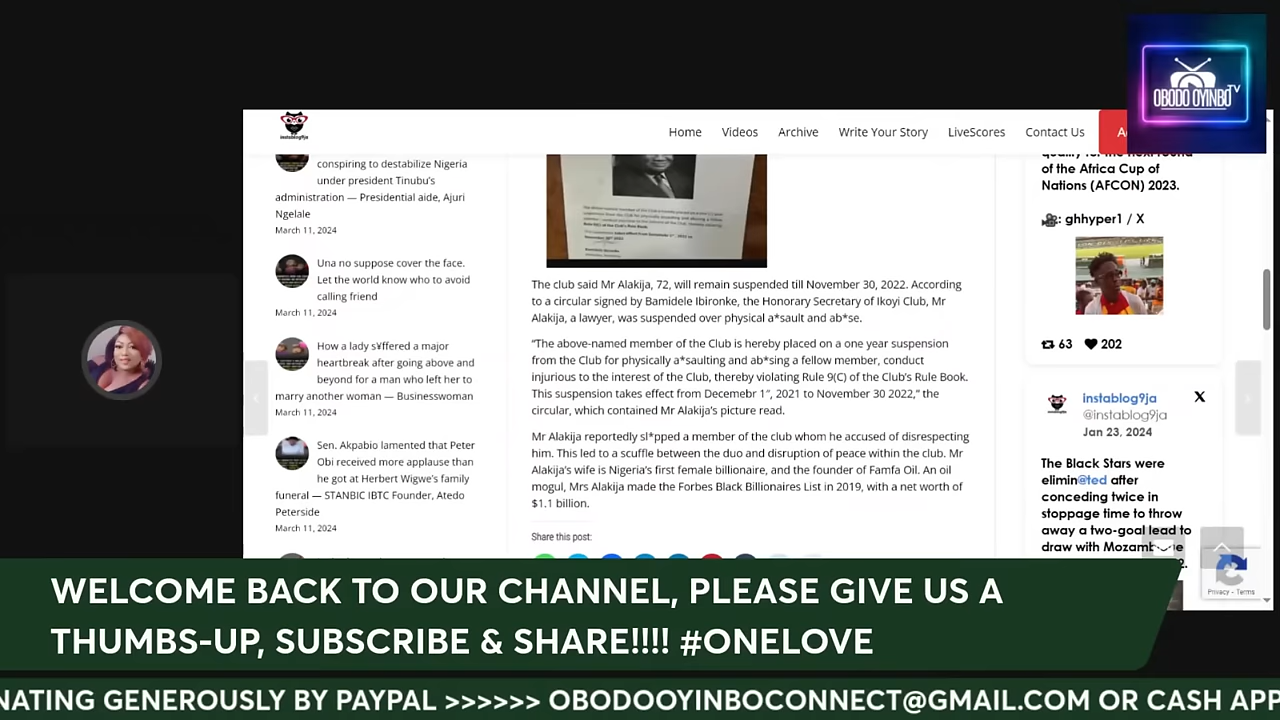 OBODO OYINBO TV
instablog9ja
Home
Videos
Archive
Write Your Story
LiveScores
Contact Us
conspiring to destabilize Nigeria
under president Tinubu's
administration — Presidential aide, Ajuri
Ngelale
March 11, 2024
Una no suppose cover the face.
Let the world know who to avoid
calling friend
March 11, 2024
How a lady s¥ffered a major
heartbreak after going above and
beyond for a man who left her to
marry another woman — Businesswoman
March 11, 2024
Sen. Akpabio lamented that Peter
Obi received more applause than
he got at Herbert Wigwe's family
funeral — STANBIC IBTC Founder, Atedo
Peterside
March 11, 2024
The club said Mr Alakija, 72, will remain suspended till November 30, 2022. According
to a circular signed by Bamidele Ibironke, the Honorary Secretary of Ikoyi Club, Mr
Alakija, a lawyer, was suspended over physical a*sault and ab*se.
“The above-named member of the Club is hereby placed on a one year suspension
from the Club for physically a*saulting and ab*sing a fellow member, conduct
injurious to the interest of the Club, thereby violating Rule 9(C) of the Club’s Rule Book.
This suspension takes effect from Decemebr 1″, 2021 to November 30 2022,” the
circular, which contained Mr Alakija’s picture read.
Mr Alakija reportedly sl*pped a member of the club whom he accused of disrespecting
him. This led to a scuffle between the duo and disruption of peace within the club. Mr
Alakija’s wife is Nigeria’s first female billionaire, and the founder of Famfa Oil. An oil
mogul, Mrs Alakija made the Forbes Black Billionaires List in 2019, with a net worth of
$1.1 billion.
Share this post:
of the Africa Cup of
Nations (AFCON) 2023.
: ghhyper1 / X
63 202
instablog9ja
@instablog9ja
Jan 23, 2024
The Black Stars were
elimin@ted after
conceding twice in
stoppage time to throw
away a two-goal lead to
draw with
Privacy - Terms
WELCOME BACK TO OUR CHANNEL, PLEASE GIVE US A
THUMBS-UP, SUBSCRIBE & SHARE!!!! #ONELOVE
NATING GENEROUSLY BY PAYPAL >>>>>> OBODOOYINBOCONNECT@GMAIL.COM OR CASH APP